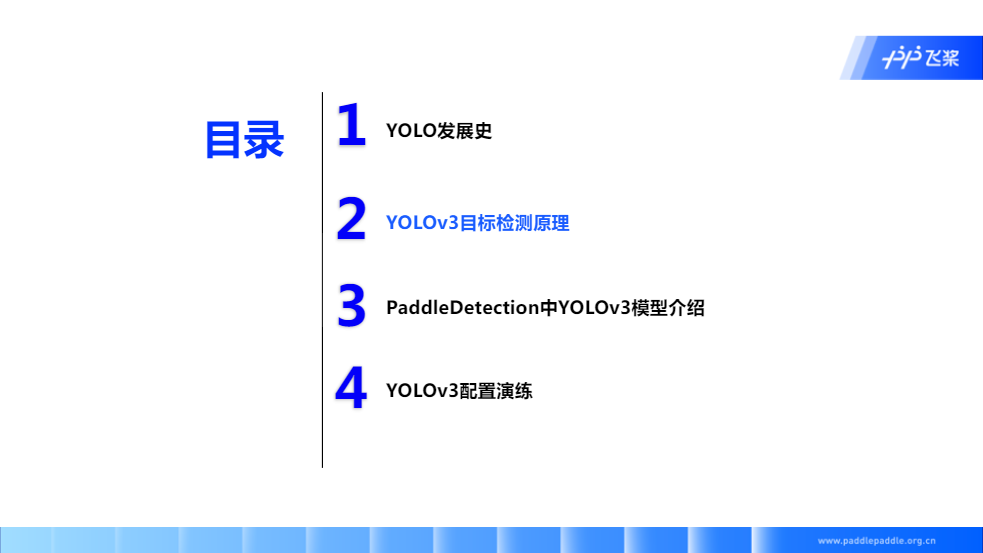 飞桨
目录
1 YOLO发展史
2 YOLOv3目标检测原理
3 PaddleDetection中YOLOv3模型介绍
4 YOLOv3配置演练
www.paddlepaddle.org.cn